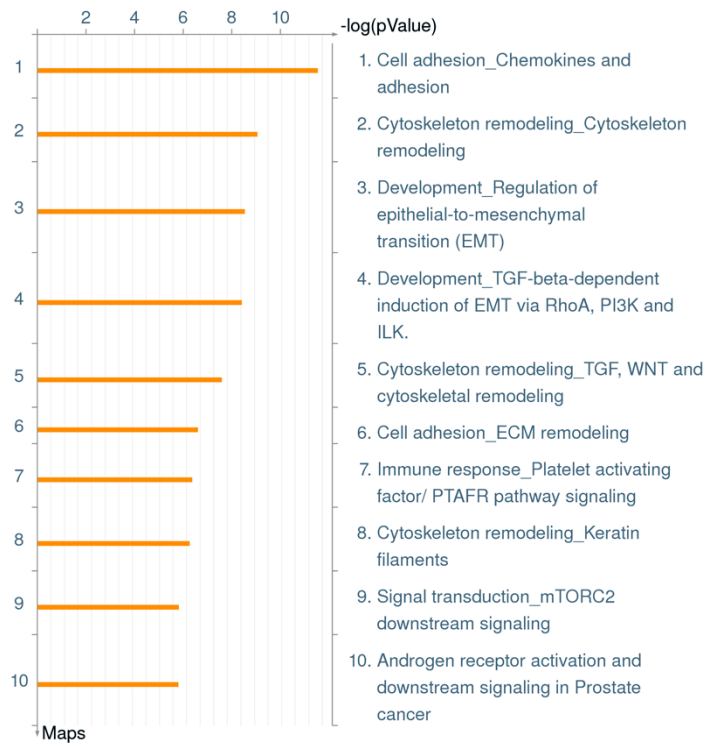 2 4 6 8 10
-log(pValue)
1
2
3
4
5
6
7
8
9
10
Maps
1. Cell adhesion_Chemokines and
adhesion
2. Cytoskeleton remodeling_Cytoskeleton
remodeling
3. Development_Regulation of
epithelial-to-mesenchymal
transition (EMT)
4. Development_TGF-beta-dependent
induction of EMT via RhoA, PI3K and
ILK.
5. Cytoskeleton remodeling_TGF, WNT and
cytoskeletal remodeling
6. Cell adhesion_ECM remodeling
7. Immune response_Platelet activating
factor/ PTAFR pathway signaling
8. Cytoskeleton remodeling_Keratin
filaments
9. Signal transduction_mTORC2
downstream signaling
10. Androgen receptor activation and
downstream signaling in Prostate
cancer